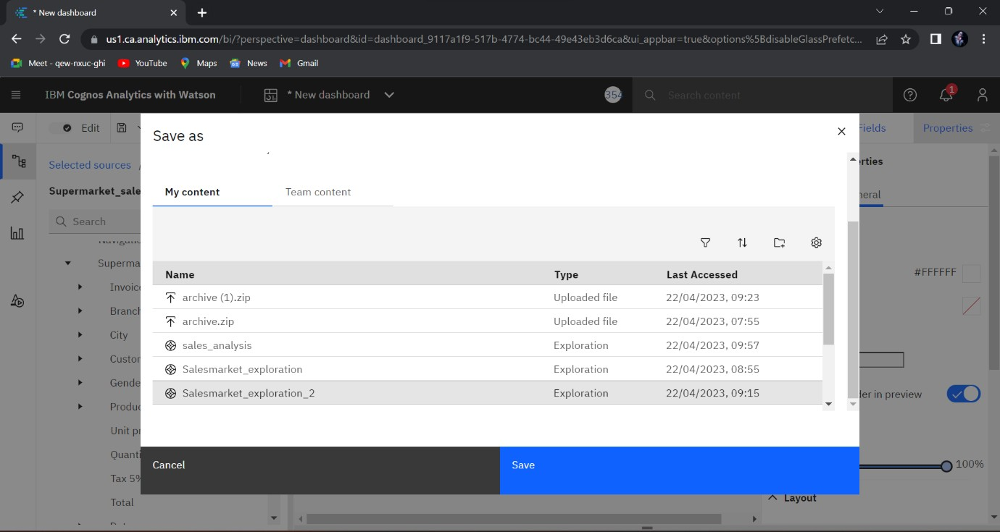 * New dashboard
us1.ca.analytics.ibm.com/bi/?perspective=dashboard&id=dashboard_9117a1f9-517b-4774-bc44-49e43eb3d6ca&ui_appbar=true&options%5BdisableGlassPrefetc...
Meet - qew-nxuc-ghi YouTube Maps News Gmail
IBM Cognos Analytics with Watson * New dashboard 354 Search content 1
Edit Fields Properties
Save as
Selected sources /
erties
Supermarket_sale
My content Team content
neral
Search
Superma
#FFFFFF
Name Type Last Accessed
Invoice
archive (1).zip Uploaded file 22/04/2023, 09:23
Branch
archive.zip Uploaded file 22/04/2023, 07:55
City
sales_analysis Exploration 22/04/2023, 09:57
Custor
Salesmarket_exploration Exploration 22/04/2023, 08:55
Gende
Salesmarket_exploration_2 Exploration 22/04/2023, 09:15
der in preview
Produc
Unit pr
Quanti
Cancel Save
100%
Tax 5%
Total
Layout